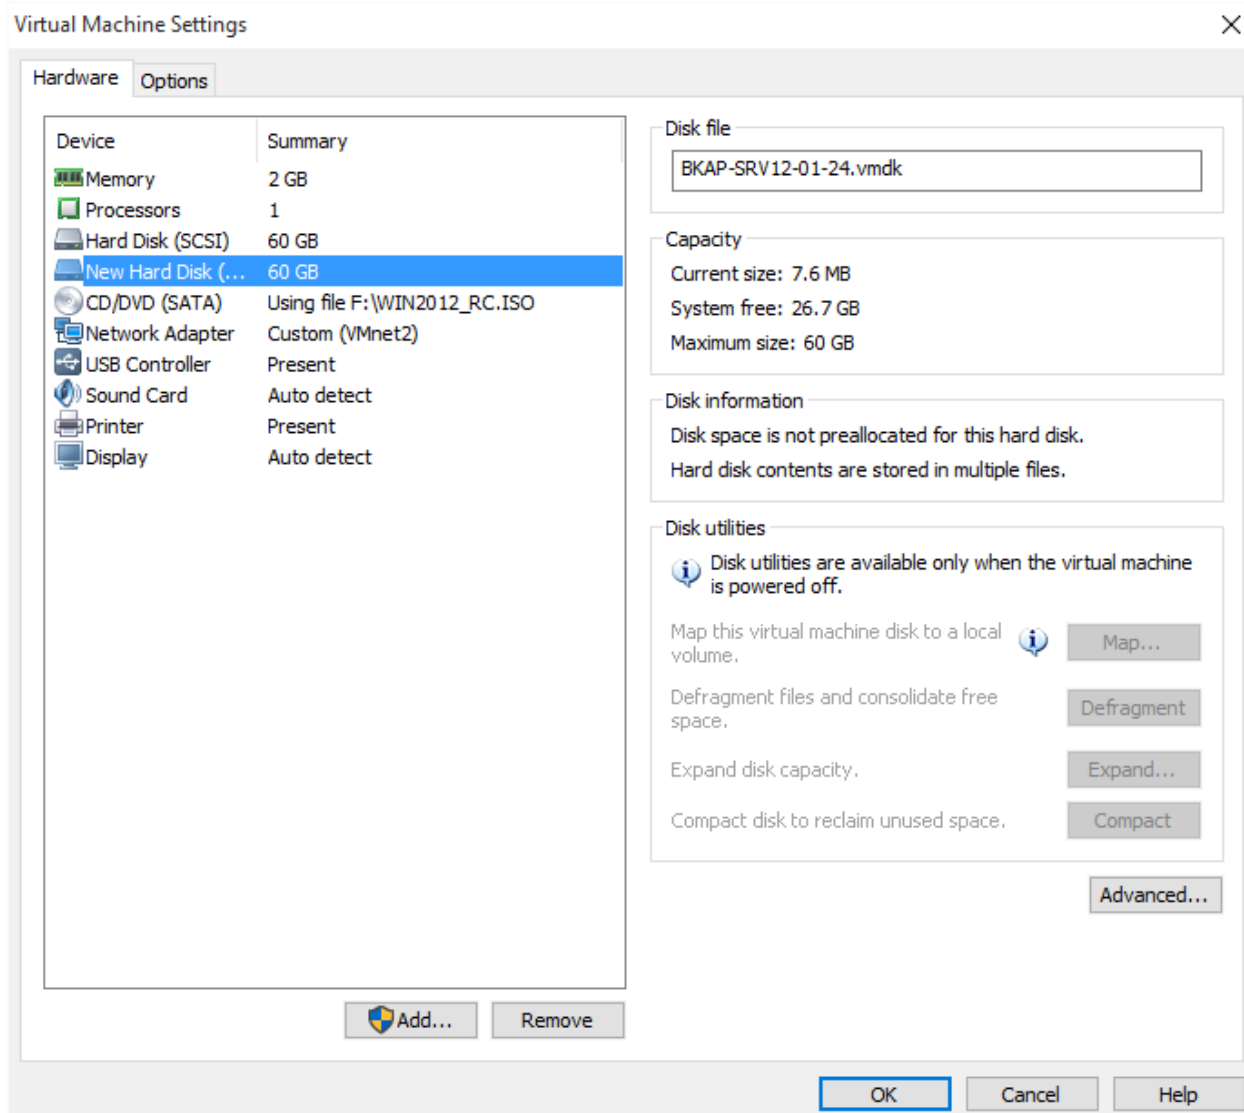 Virtual Machine Settings
Hardware Options
Device Summary
Memory 2 GB
Processors 1
Hard Disk (SCSI) 60 GB
New Hard Disk (... 60 GB
CD/DVD (SATA) Using file F:\WIN2012_RC.ISO
Network Adapter Custom (VMnet2)
USB Controller Present
Sound Card Auto detect
Printer Present
Display Auto detect
Add... Remove
Disk file
BKAP-SRV12-01-24.vmdk
Capacity
Current size: 7.6 MB
System free: 26.7 GB
Maximum size: 60 GB
Disk information
Disk space is not preallocated for this hard disk.
Hard disk contents are stored in multiple files.
Disk utilities
Disk utilities are available only when the virtual machine
is powered off.
Map this virtual machine disk to a local
volume.
Map...
Defragment files and consolidate free
space.
Defragment
Expand disk capacity. Expand...
Compact disk to reclaim unused space. Compact
Advanced...
OK Cancel Help